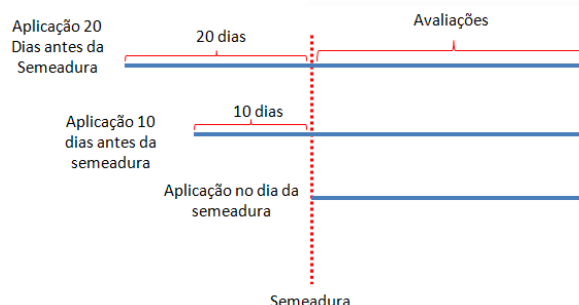 Aplicação 20
Dias antes da
Semeadura
20 dias
Avaliações
Aplicação 10
dias antes da
semeadura
10 dias
Aplicação no dia da
semeadura
Semeadura